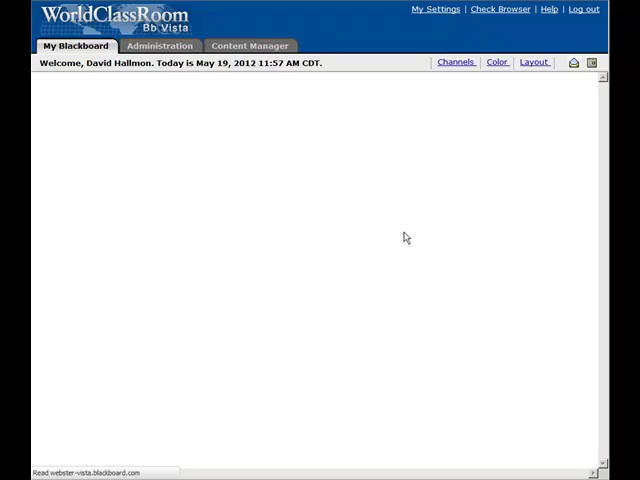 WorldClassRoom
Bb Vista
My Settings | Check Browser | Help | Log out
My Blackboard Administration Content Manager
Welcome, David Hallmon. Today is May 19, 2012 11:57 AM CDT.
Channels | Color | Layout
Read webster-vista.blackboard.com